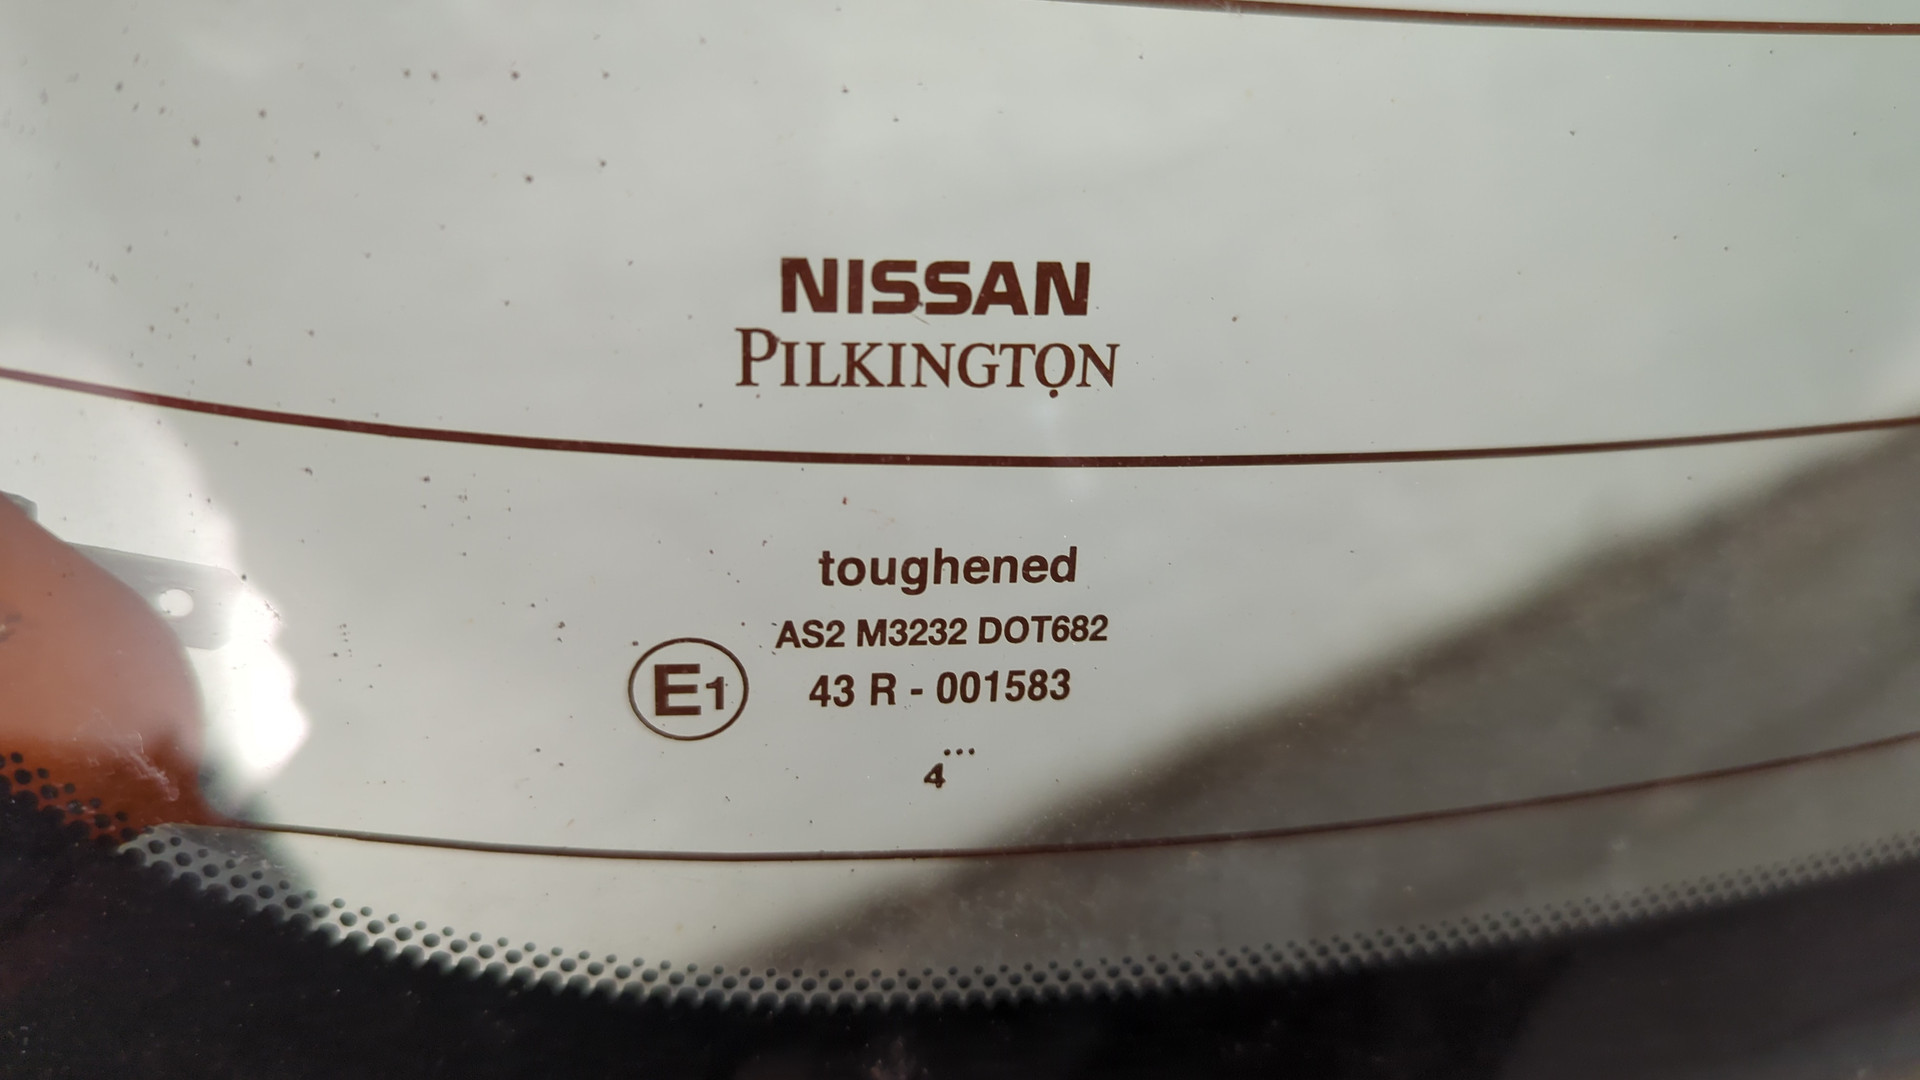 NISSAN
PILKINGTON
toughened
AS2 M3232 DOT682
E1
43 R - 001583
...
4